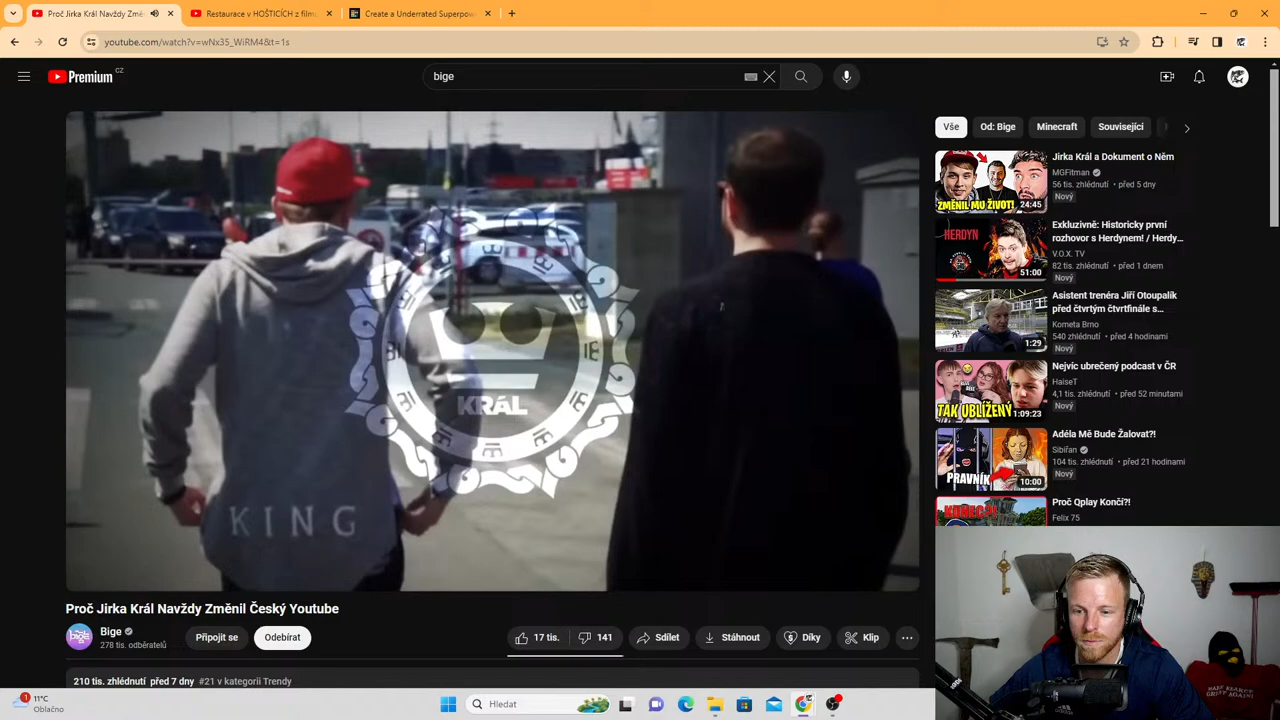 Proč Jirka Král Navždy Změn
Restaurace v HOŠTICÍCH z filmu
Create a Underrated Superpow
youtube.com/watch?v=wNx35_WiRM4&t=1s
Premium CZ
bige
KRÁL
KING
Vše
Od: Bige
Minecraft
Související
Jirka Král a Dokument o Něm
MGFitman
56 tis. zhlédnutí • před 5 dny
Nový
ZMĚNIL MU ŽIVOT!
24:45
Exkluzivně: Historicky první
rozhovor s Herdynem! / Herdy…
V.O.X. TV
82 tis. zhlédnutí • před 1 dnem
Nový
HERDYN
51:00
Asistent trenéra Jiří Otoupalík
před čtvrtým čtvrtfinále s…
Kometa Brno
540 zhlédnutí • před 4 hodinami
Nový
1:29
Nejvíc ubrečený podcast v ČR
HaiseT
4,1 tis. zhlédnutí • před 52 minutami
Nový
TAK UBLÍŽENÝ
1:09:23
Adéla Mě Bude Žalovat?!
Sibiřan
104 tis. zhlédnutí • před 21 hodinami
Nový
PRÁVNÍK
10:00
Proč Qplay Končí?!
Felix 75
KONEC?!
Proč Jirka Král Navždy Změnil Český Youtube
Bige
278 tis. odběratelů
Připojit se
Odebírat
17 tis.
141
Sdílet
Stáhnout
Díky
Klip
210 tis. zhlédnutí před 7 dny #21 v kategorii Trendy
1
11°C
Oblačno
Hledat